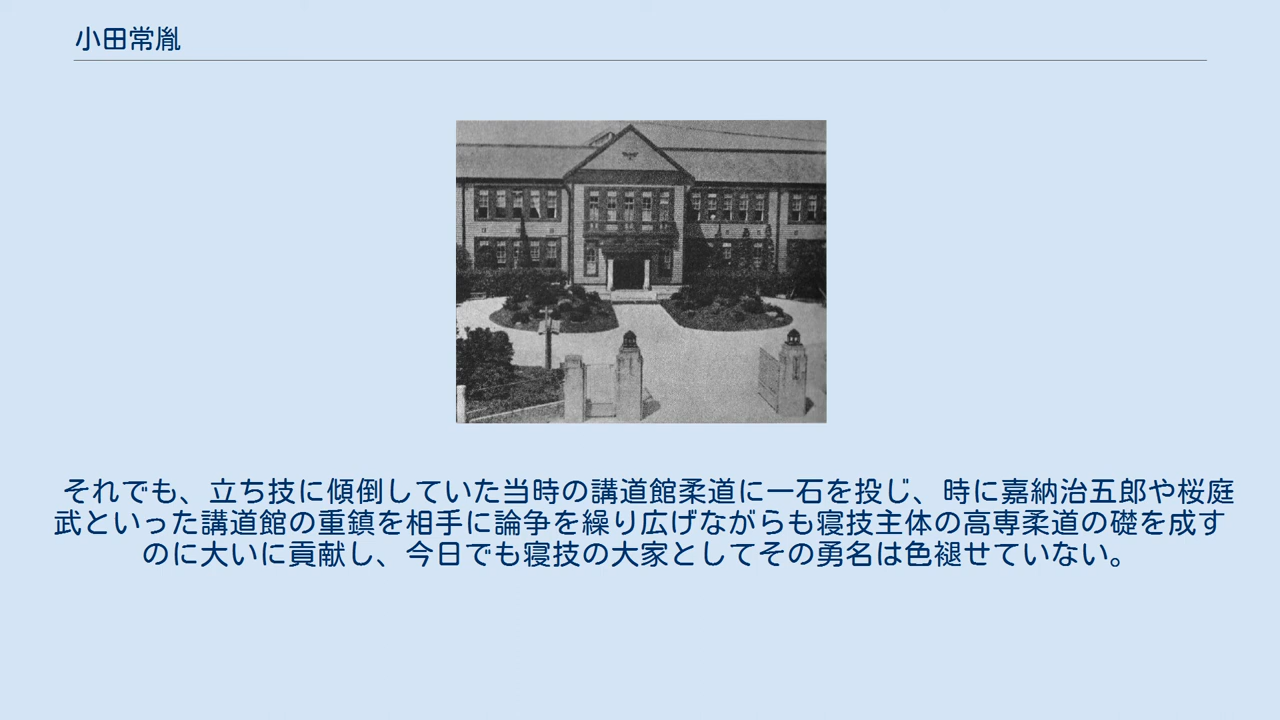 小田常胤
それでも、立ち技に傾倒していた当時の講道館柔道に一石を投じ、時に嘉納治五郎や桜庭
武といった講道館の重鎮を相手に論争を繰り広げながらも寝技主体の高専柔道の礎を成す
のに大いに貢献し、今日でも寝技の大家としてその勇名は色褪せていない。